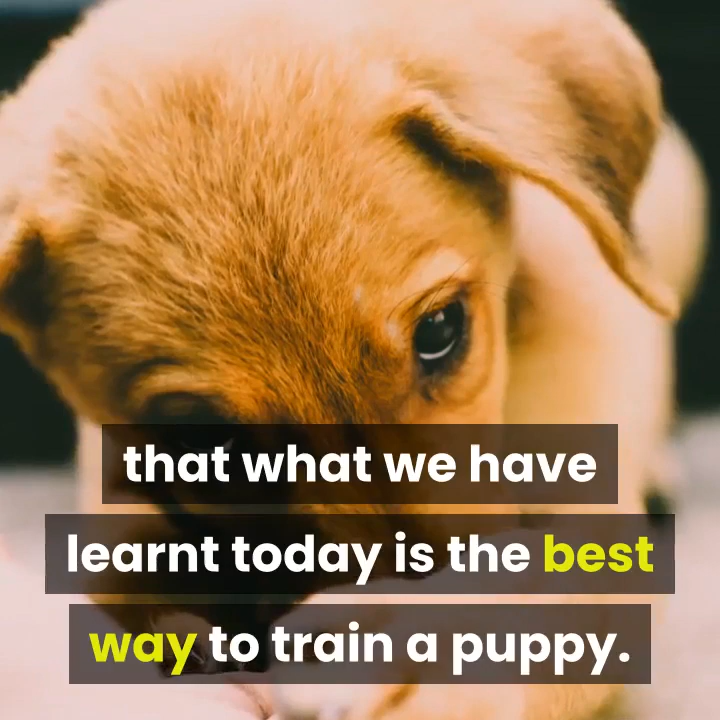 that what we have
learnt today is the best
way to train a puppy.